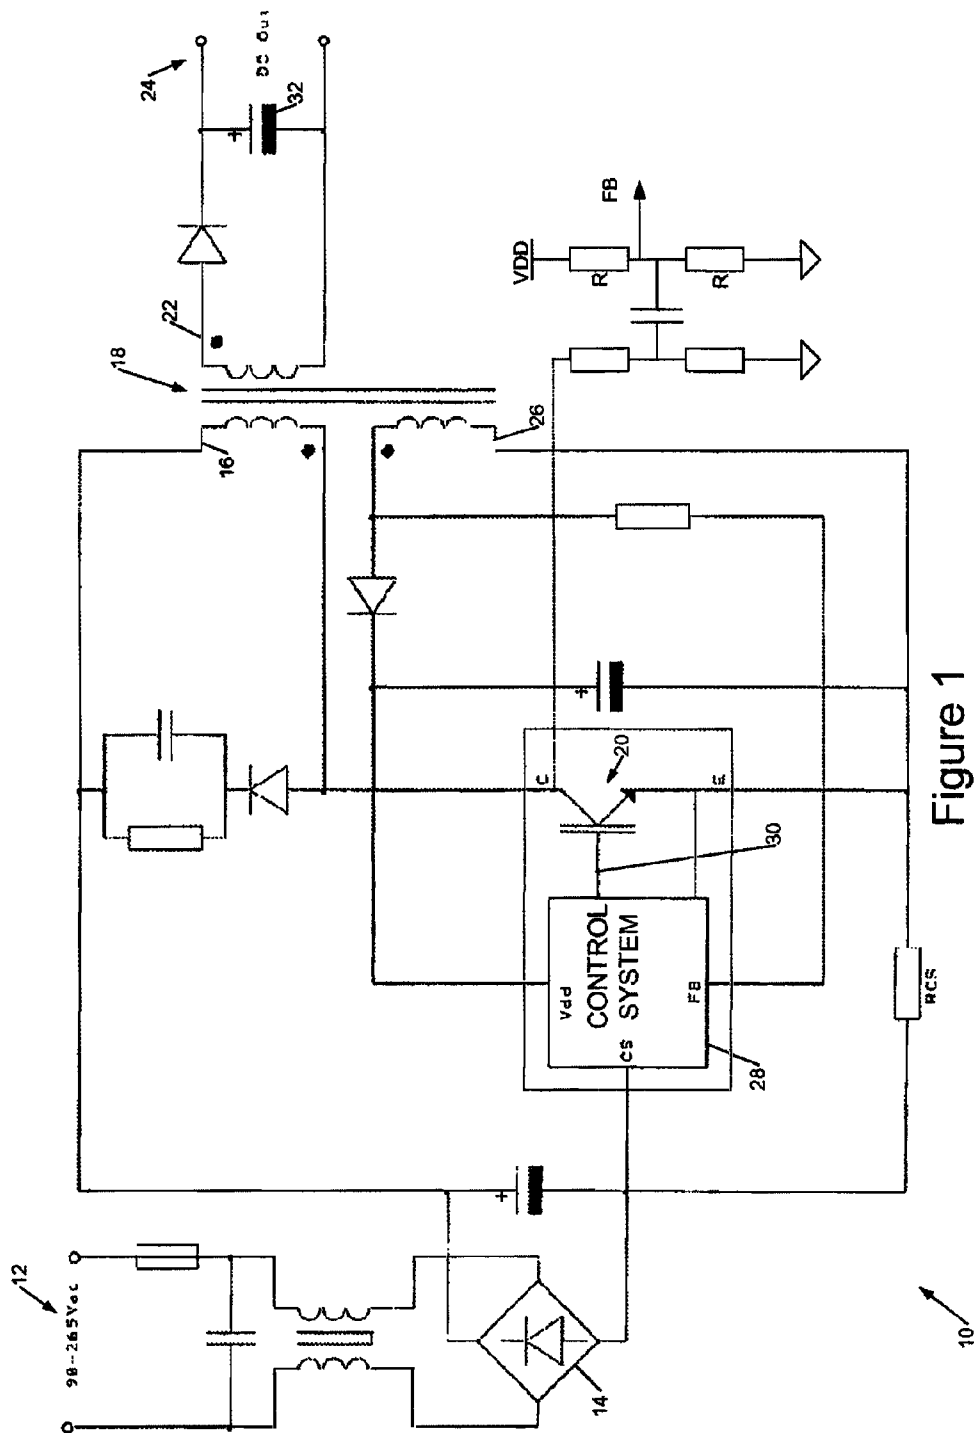 12
90-265Vac
14
10
16
18
22
24
DC Out
32
26
VDD
R
FB
R
C
20
30
E
Vdd
CONTROL
SYSTEM
FB
CS
28
RCS
Figure 1